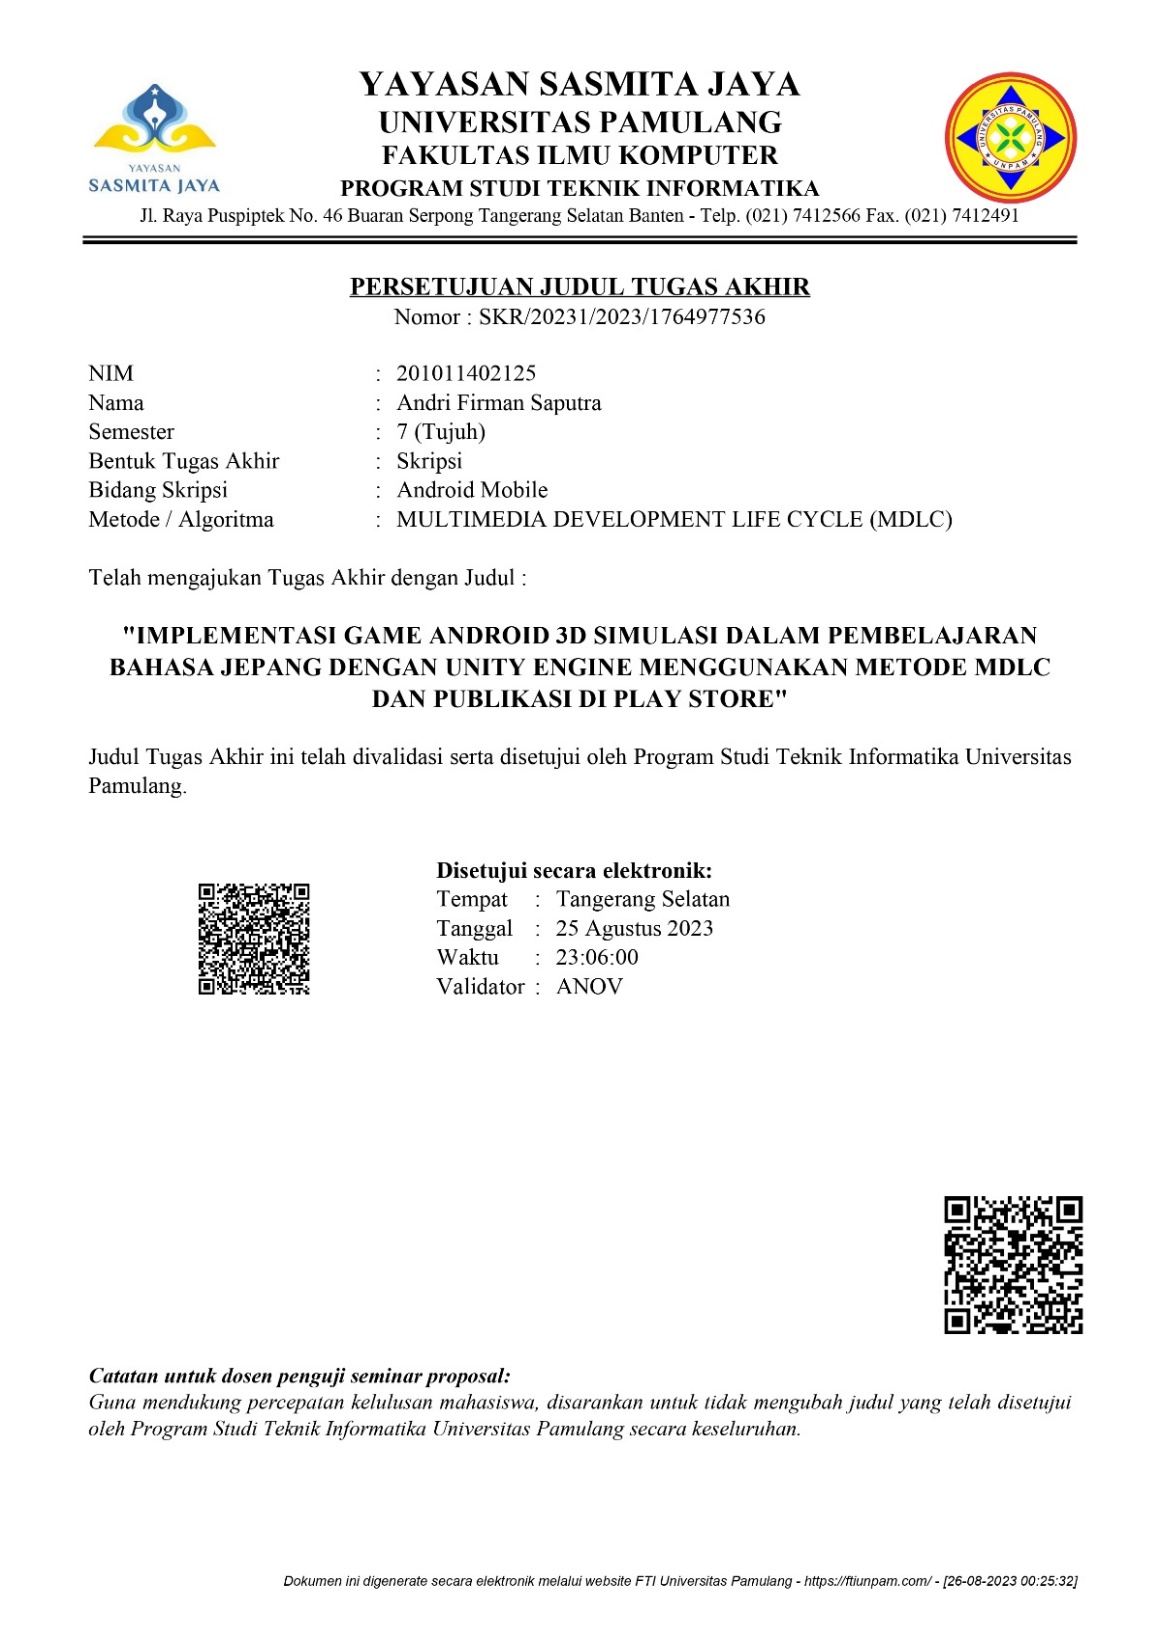 YAYASAN SASMITA JAYA
UNIVERSITAS PAMULANG
FAKULTAS ILMU KOMPUTER
PROGRAM STUDI TEKNIK INFORMATIKA
Jl. Raya Puspiptek No. 46 Buaran Serpong Tangerang Selatan Banten - Telp. (021) 7412566 Fax. (021) 7412491
YAYASAN
SASMITA JAYA
UNIVERSITAS PAMULANG
UNPAM
PERSETUJUAN JUDUL TUGAS AKHIR
Nomor : SKR/20231/2023/1764977536
NIM : 201011402125
Nama : Andri Firman Saputra
Semester : 7 (Tujuh)
Bentuk Tugas Akhir : Skripsi
Bidang Skripsi : Android Mobile
Metode / Algoritma : MULTIMEDIA DEVELOPMENT LIFE CYCLE (MDLC)
Telah mengajukan Tugas Akhir dengan Judul :
"IMPLEMENTASI GAME ANDROID 3D SIMULASI DALAM PEMBELAJARAN
BAHASA JEPANG DENGAN UNITY ENGINE MENGGUNAKAN METODE MDLC
DAN PUBLIKASI DI PLAY STORE"
Judul Tugas Akhir ini telah divalidasi serta disetujui oleh Program Studi Teknik Informatika Universitas
Pamulang.
Disetujui secara elektronik:
Tempat : Tangerang Selatan
Tanggal : 25 Agustus 2023
Waktu : 23:06:00
Validator : ANOV
Catatan untuk dosen penguji seminar proposal:
Guna mendukung percepatan kelulusan mahasiswa, disarankan untuk tidak mengubah judul yang telah disetujui
oleh Program Studi Teknik Informatika Universitas Pamulang secara keseluruhan.
Dokumen ini digenerate secara elektronik melalui website FTI Universitas Pamulang - https://ftiunpam.com/ - [26-08-2023 00:25:32]